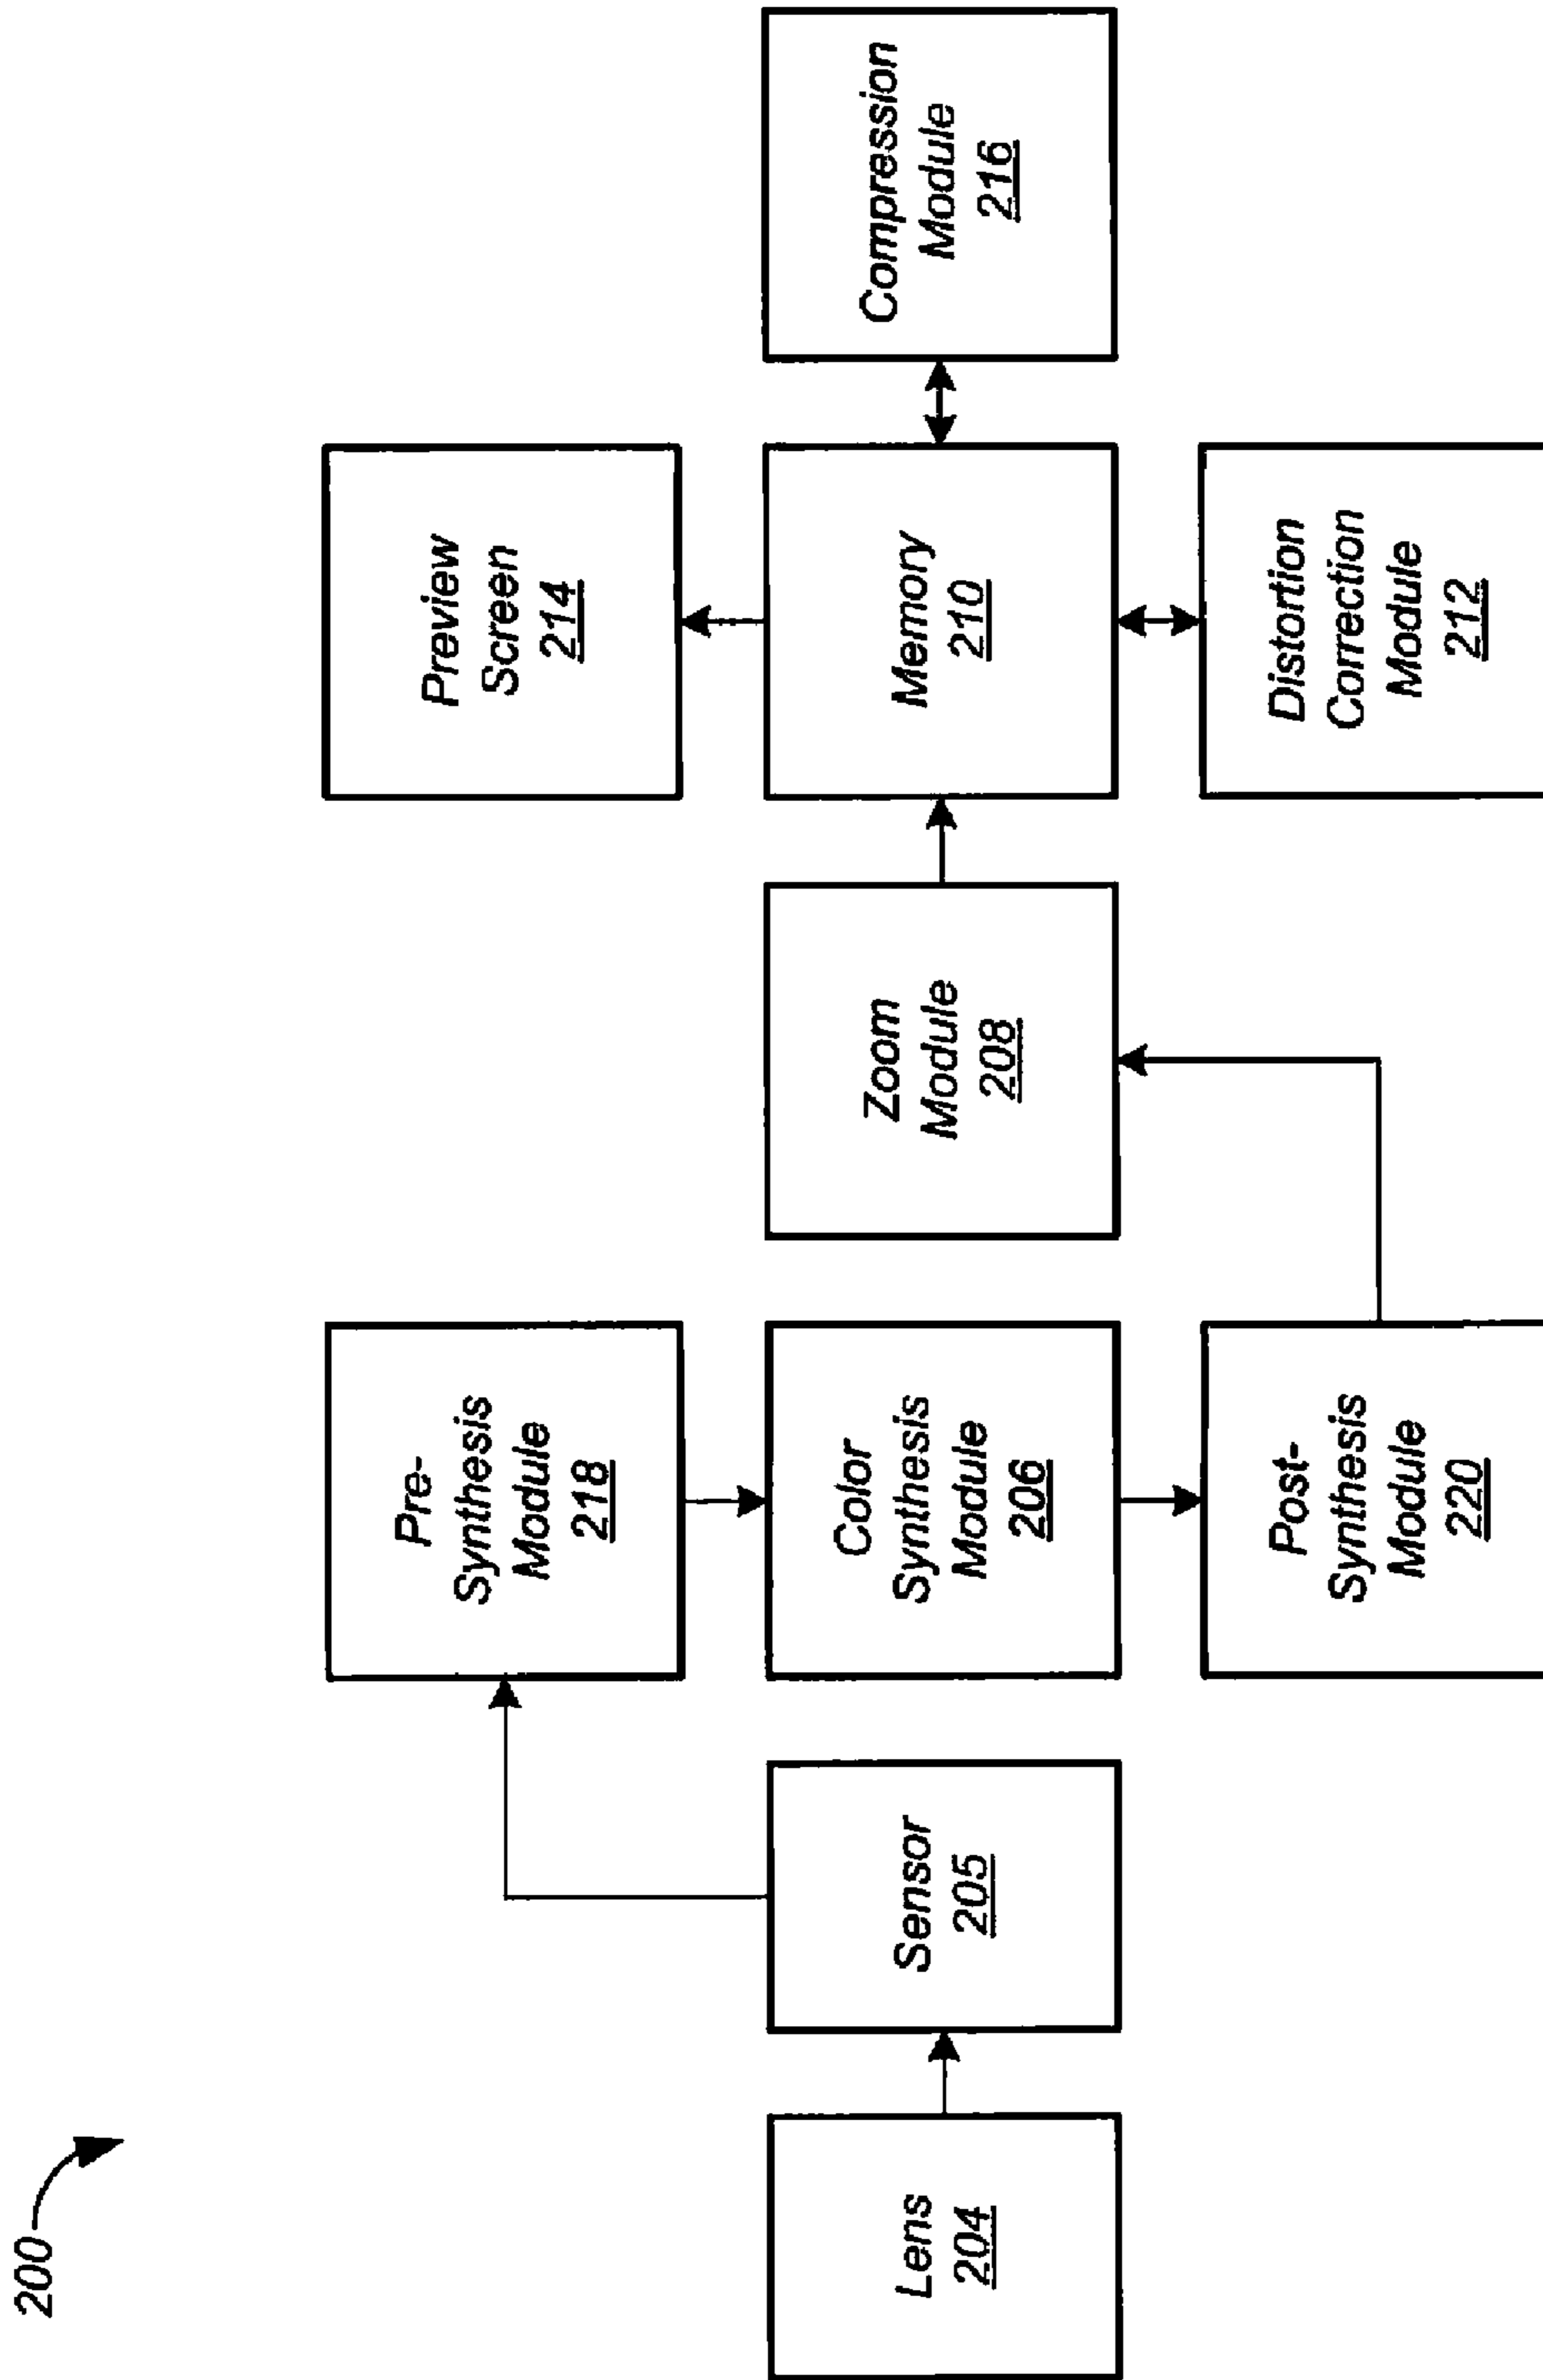 200
Lens
204
Sensor
205
Pre-
Synthesis
Module
218
Color
Synthesis
Module
206
Post-
Synthesis
Module
220
Zoom
Module
208
Preview
Screen
214
Memory
210
Distortion
Correction
Module
212
Compression
Module
216